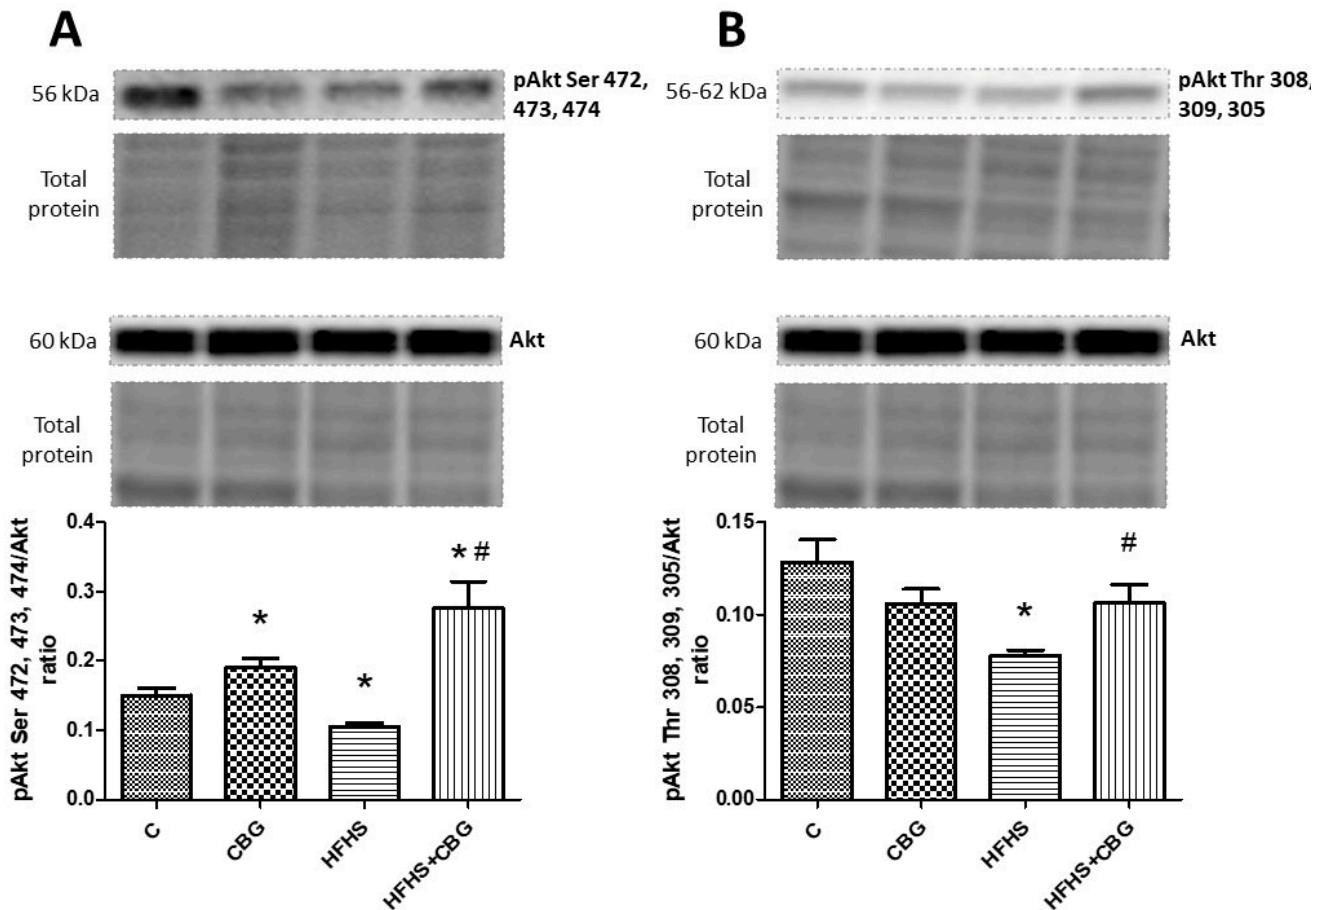 A
56 kDa
pAkt Ser 472,
473, 474
Total
protein
60 kDa
Akt
Total
protein
pAkt Ser 472, 473, 474/Akt
ratio
0.4
0.3
0.2
0.1
0.0
*
*
* #
C
CBG
HFHS
HFHS+CBG
B
56-62 kDa
pAkt Thr 308,
309, 305
Total
protein
60 kDa
Akt
Total
protein
pAkt Thr 308, 309, 305/Akt
ratio
0.15
0.10
0.05
0.00
*
#
C
CBG
HFHS
HFHS+CBG